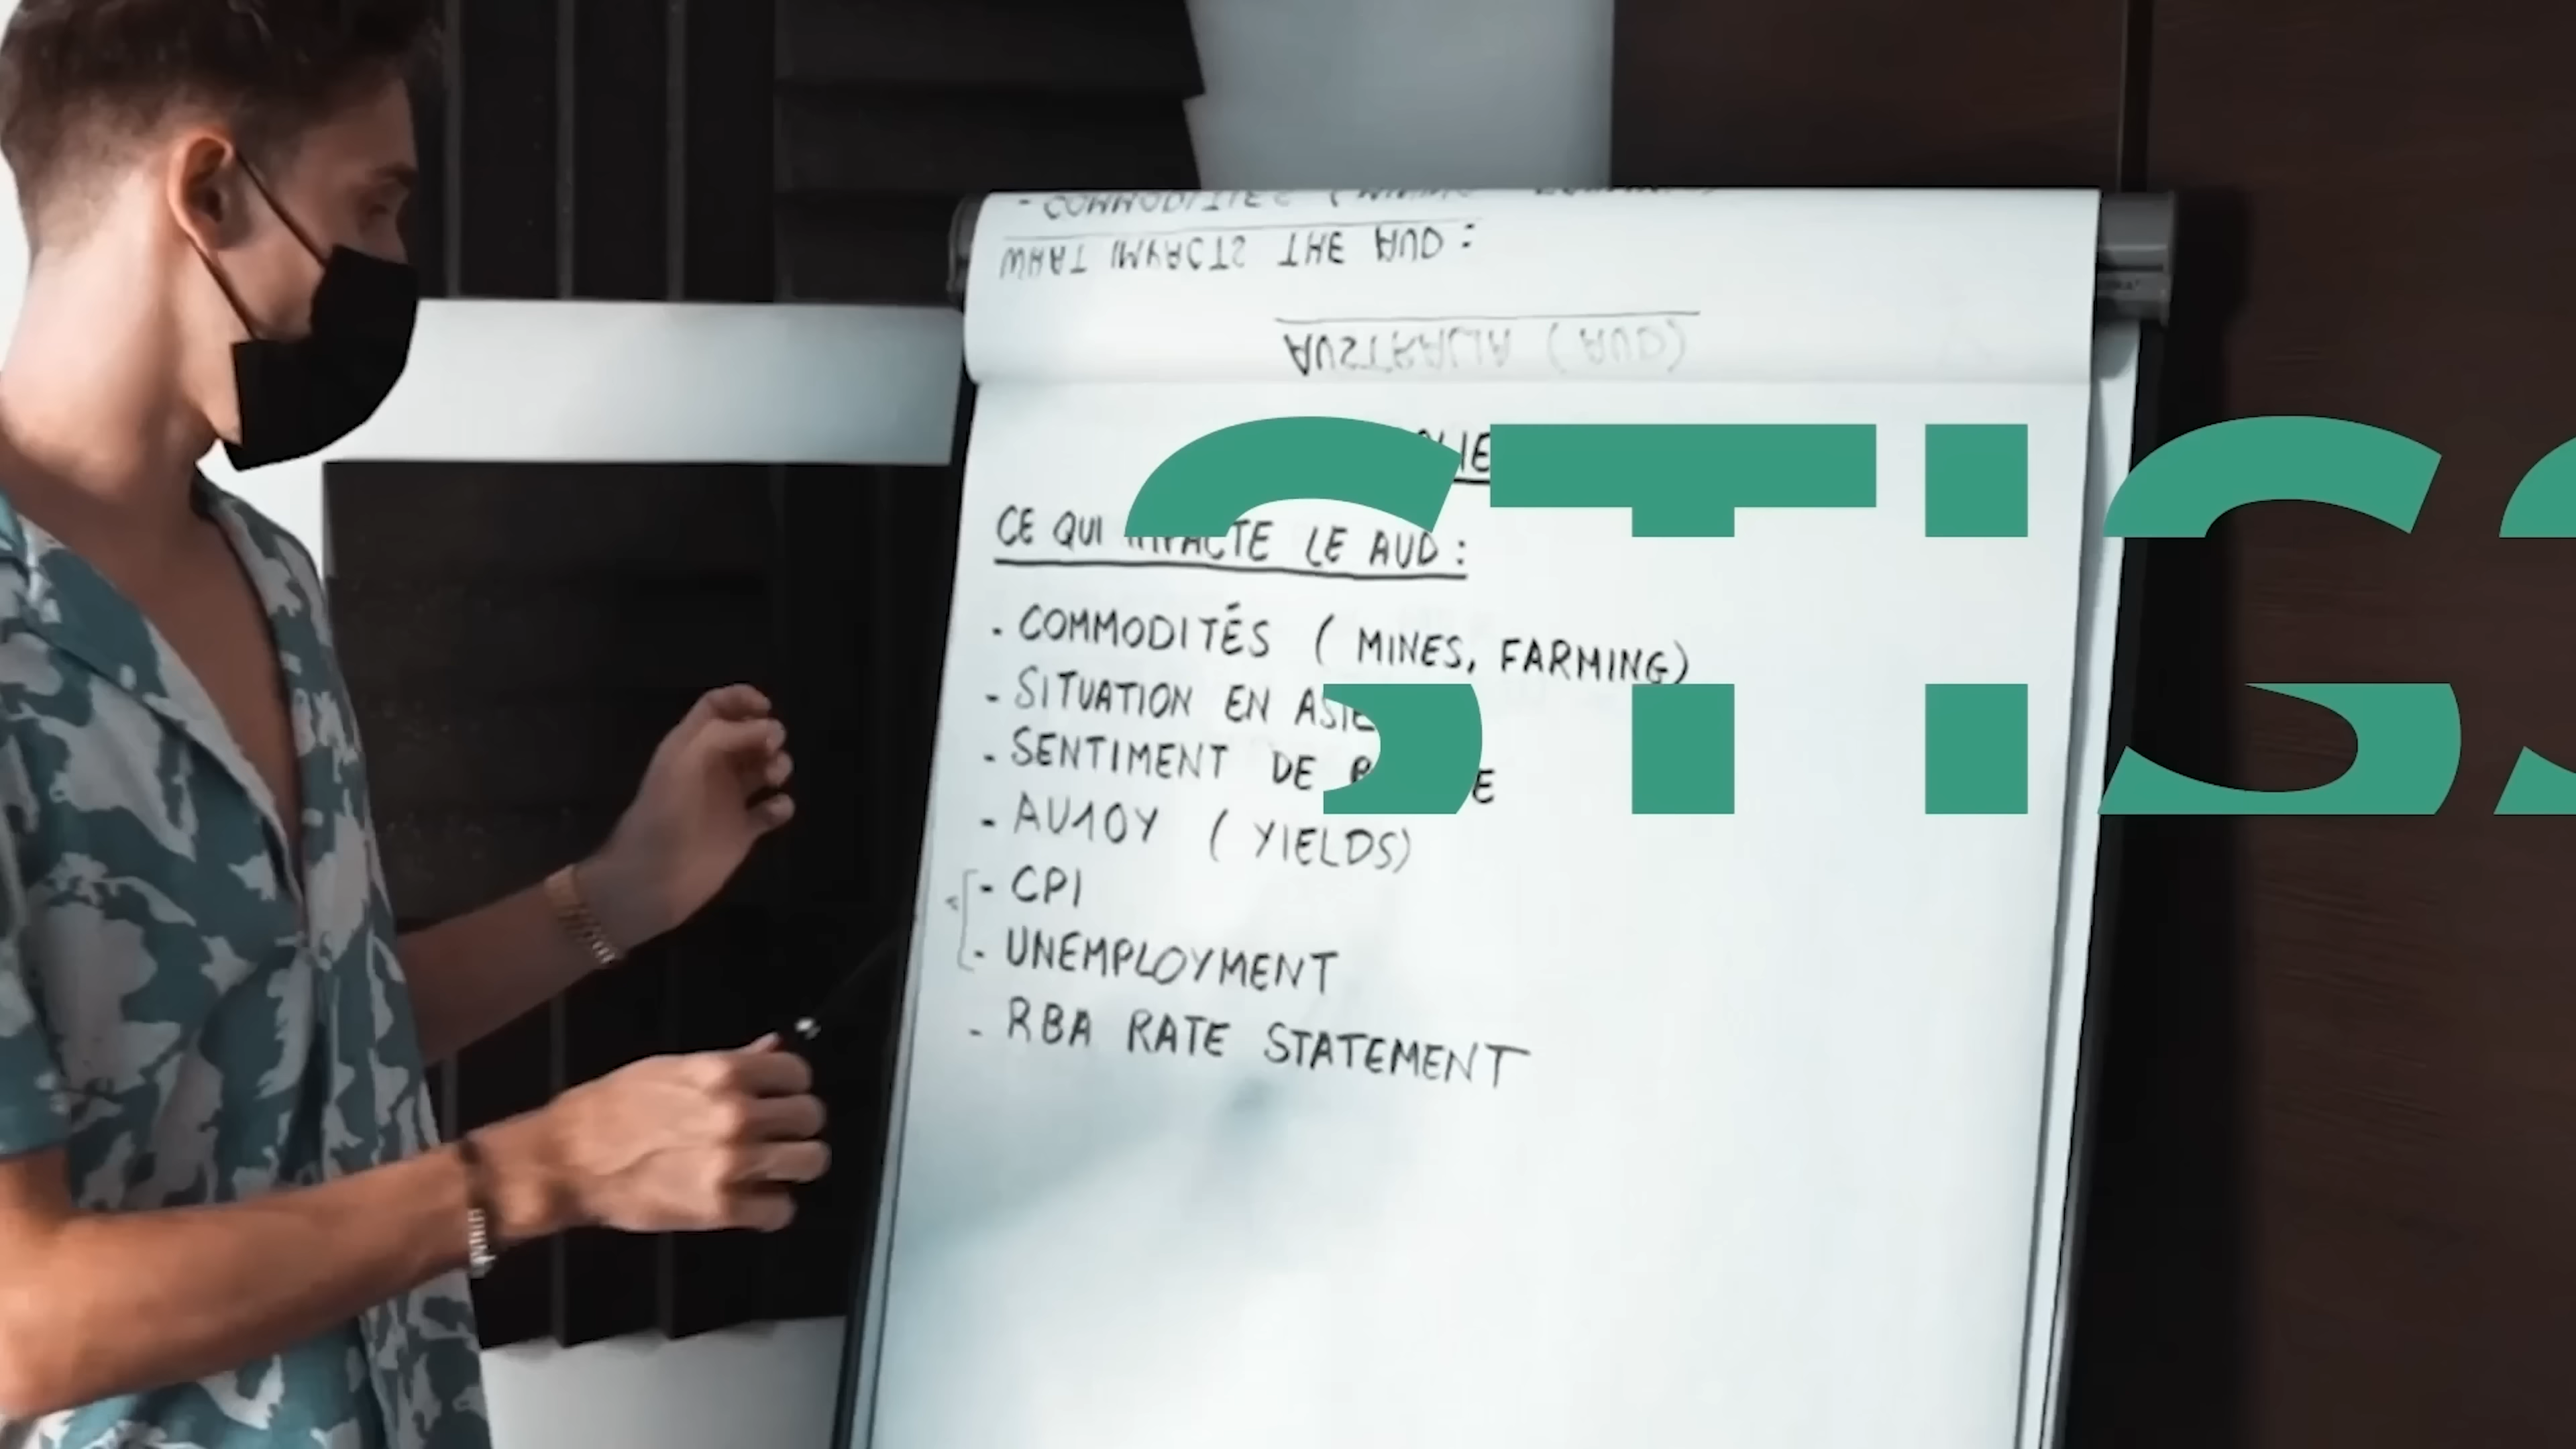 - COMMODITIES
WHAT IMPACTS THE AUD :
AUSTRALIA (AUD)
CE QUI IMPACTE LE AUD :
- COMMODITÉS ( MINES, FARMING)
- SITUATION EN ASIE
- SENTIMENT DE
- AU10Y ( YIELDS)
- CPI
- UNEMPLOYMENT
- RBA RATE STATEMENT